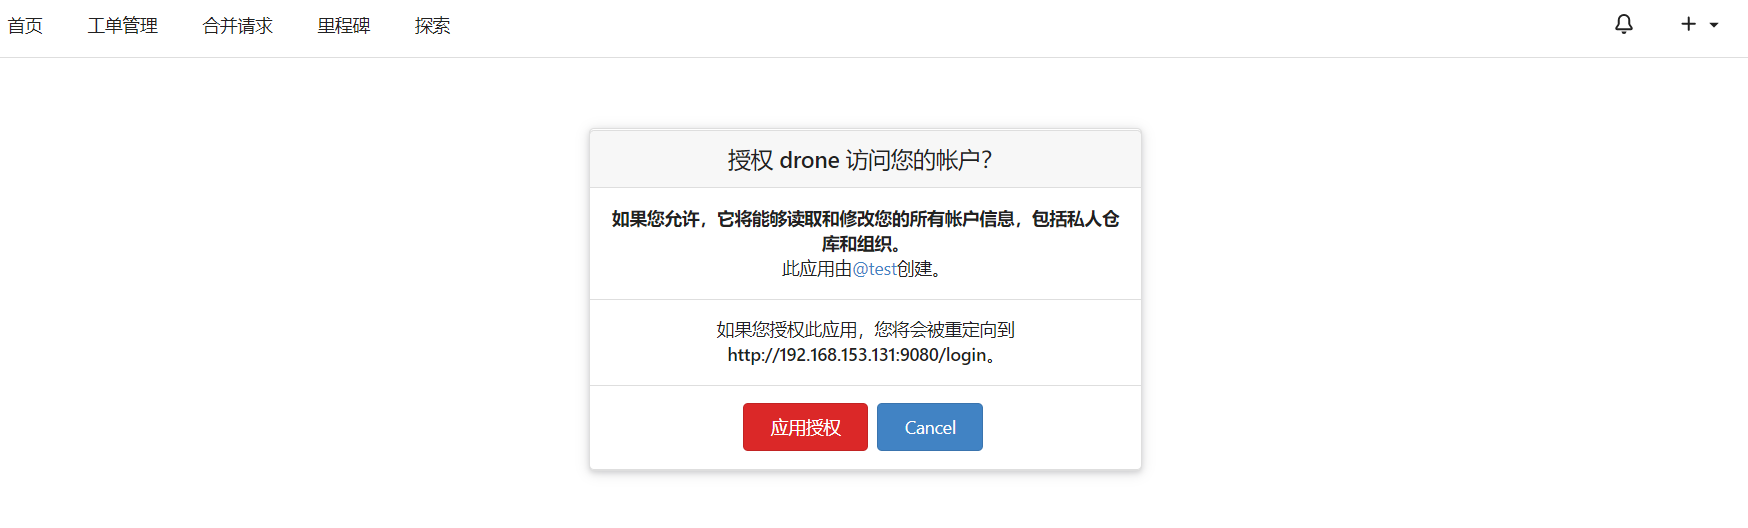 首页 工单管理 合并请求 里程碑 探索
授权 drone 访问您的帐户？
如果您允许，它将能够读取和修改您的所有帐户信息，包括私人仓
库和组织。
此应用由@test创建。
如果您授权此应用，您将会被重定向到
http://192.168.153.131:9080/login。
应用授权 Cancel